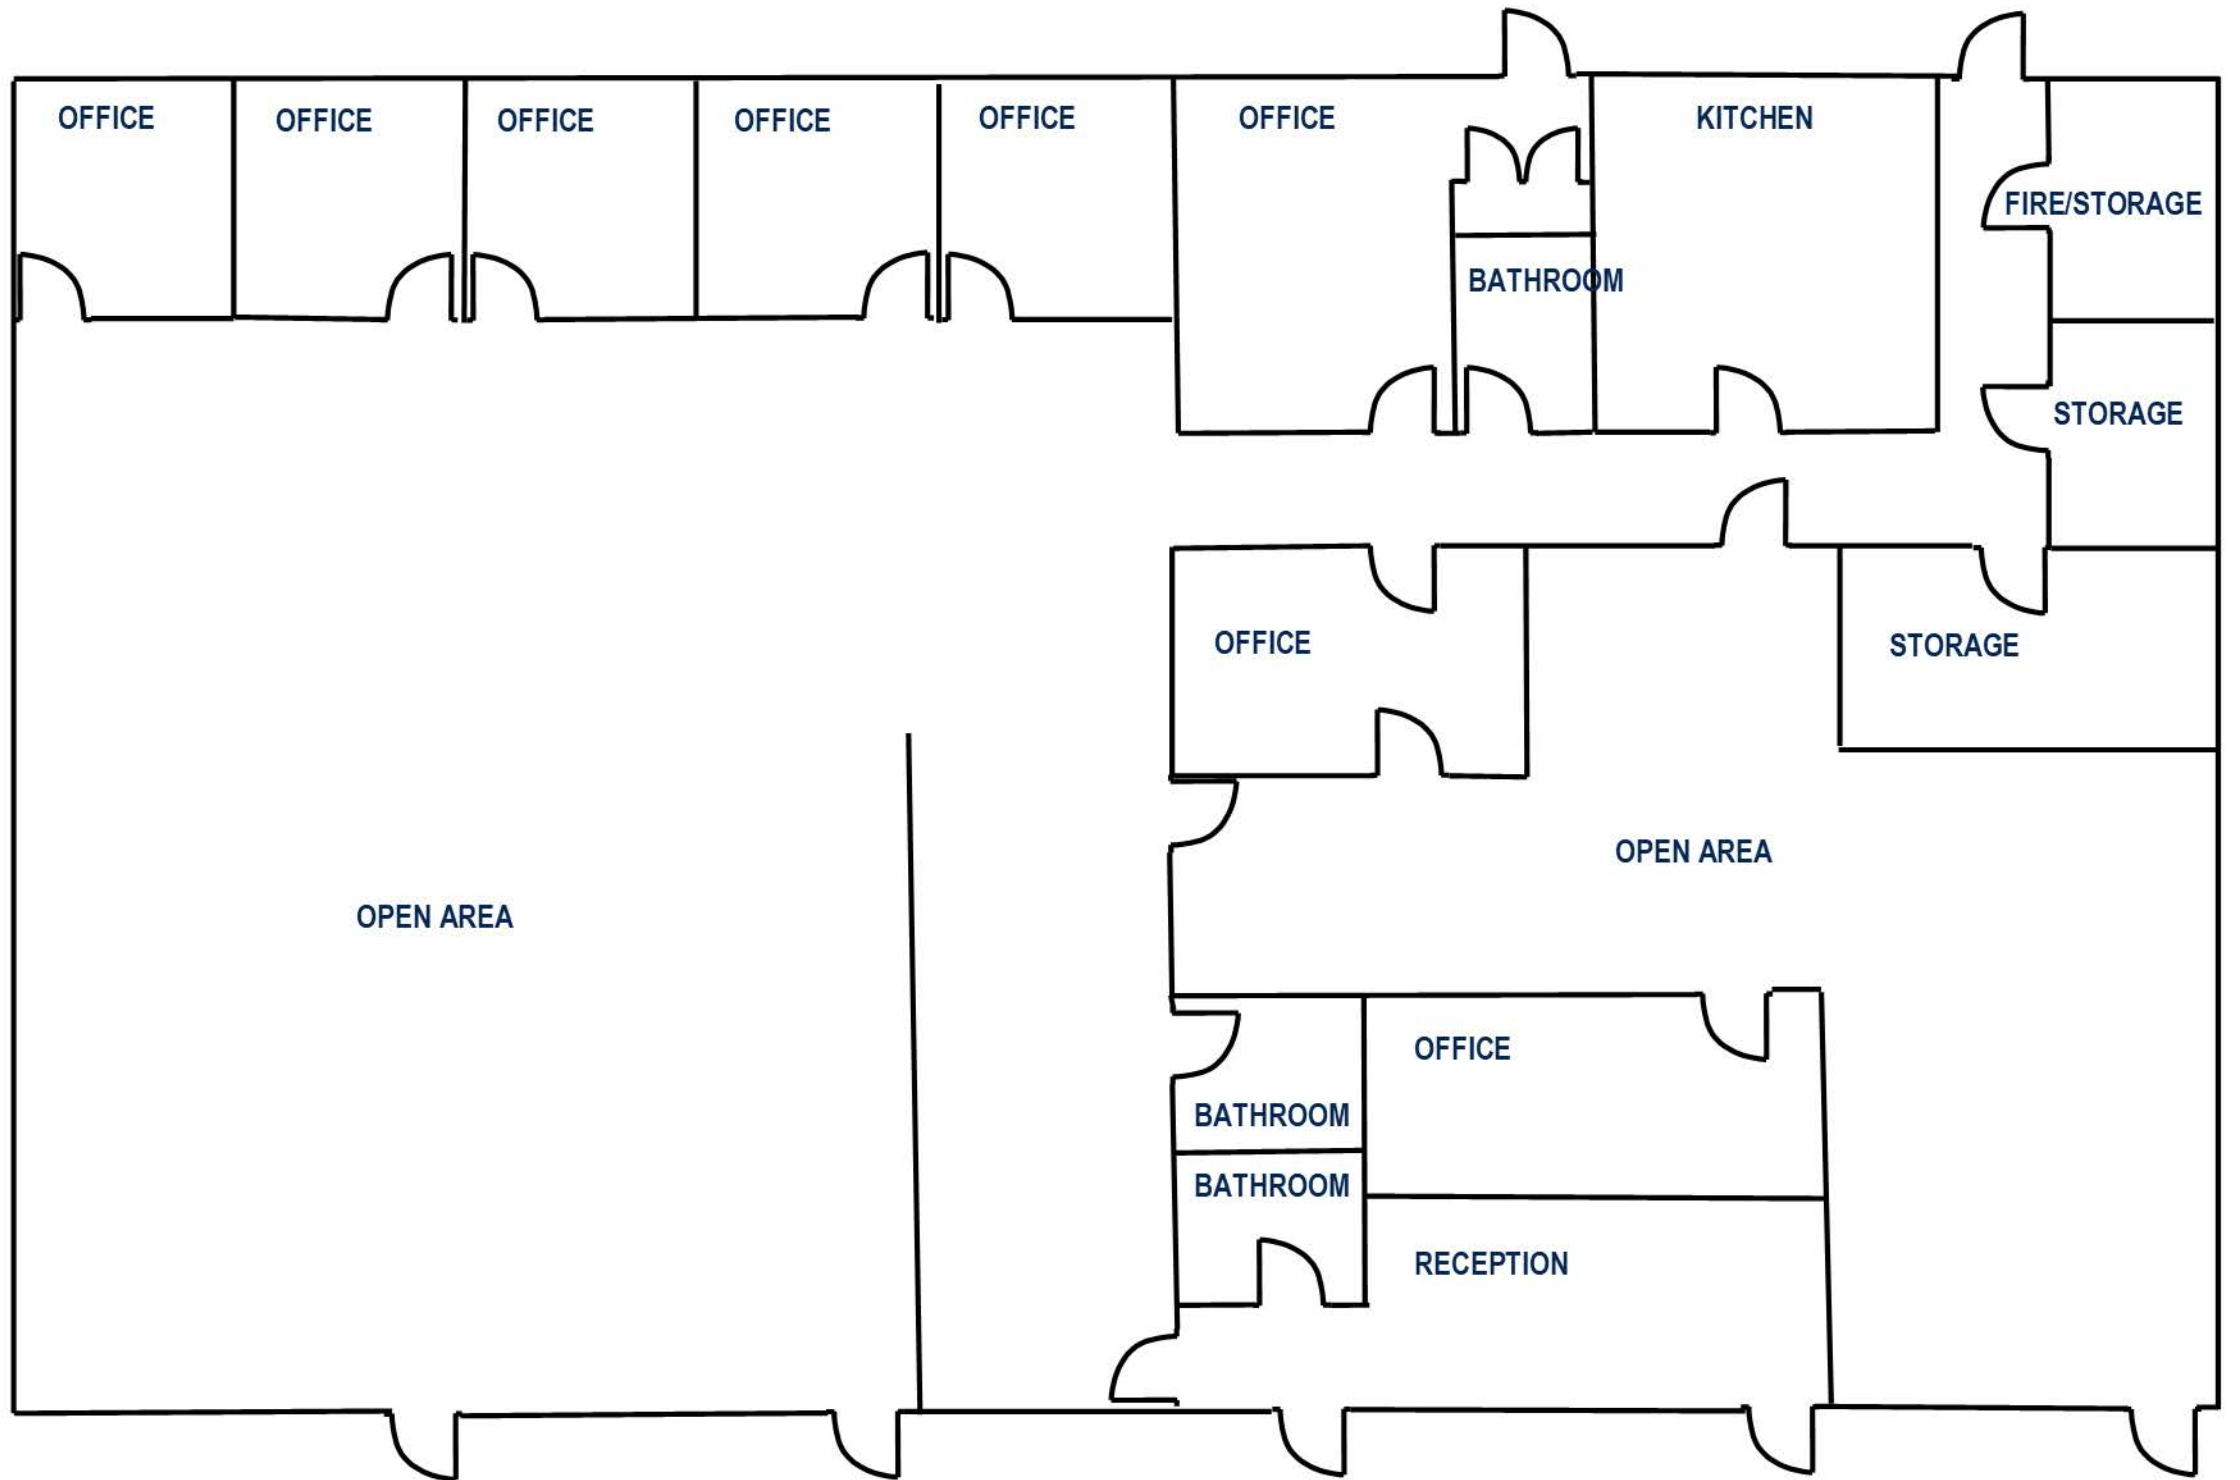 OFFICE
OFFICE
OFFICE
OFFICE
OFFICE
OFFICE
KITCHEN
FIRE/STORAGE
BATHROOM
STORAGE
OFFICE
STORAGE
OPEN AREA
OPEN AREA
OFFICE
BATHROOM
BATHROOM
RECEPTION